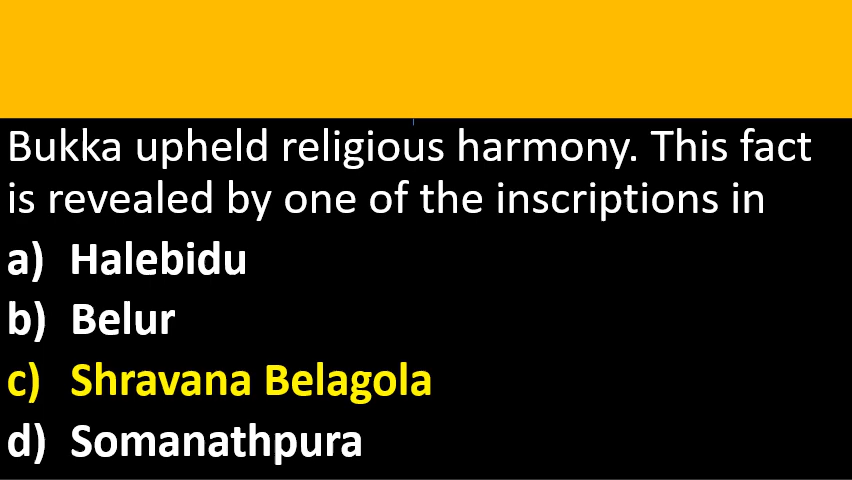 Bukka upheld religious harmony. This fact
is revealed by one of the inscriptions in
a) Halebidu
b) Belur
c) Shravana Belagola
d) Somanathpura